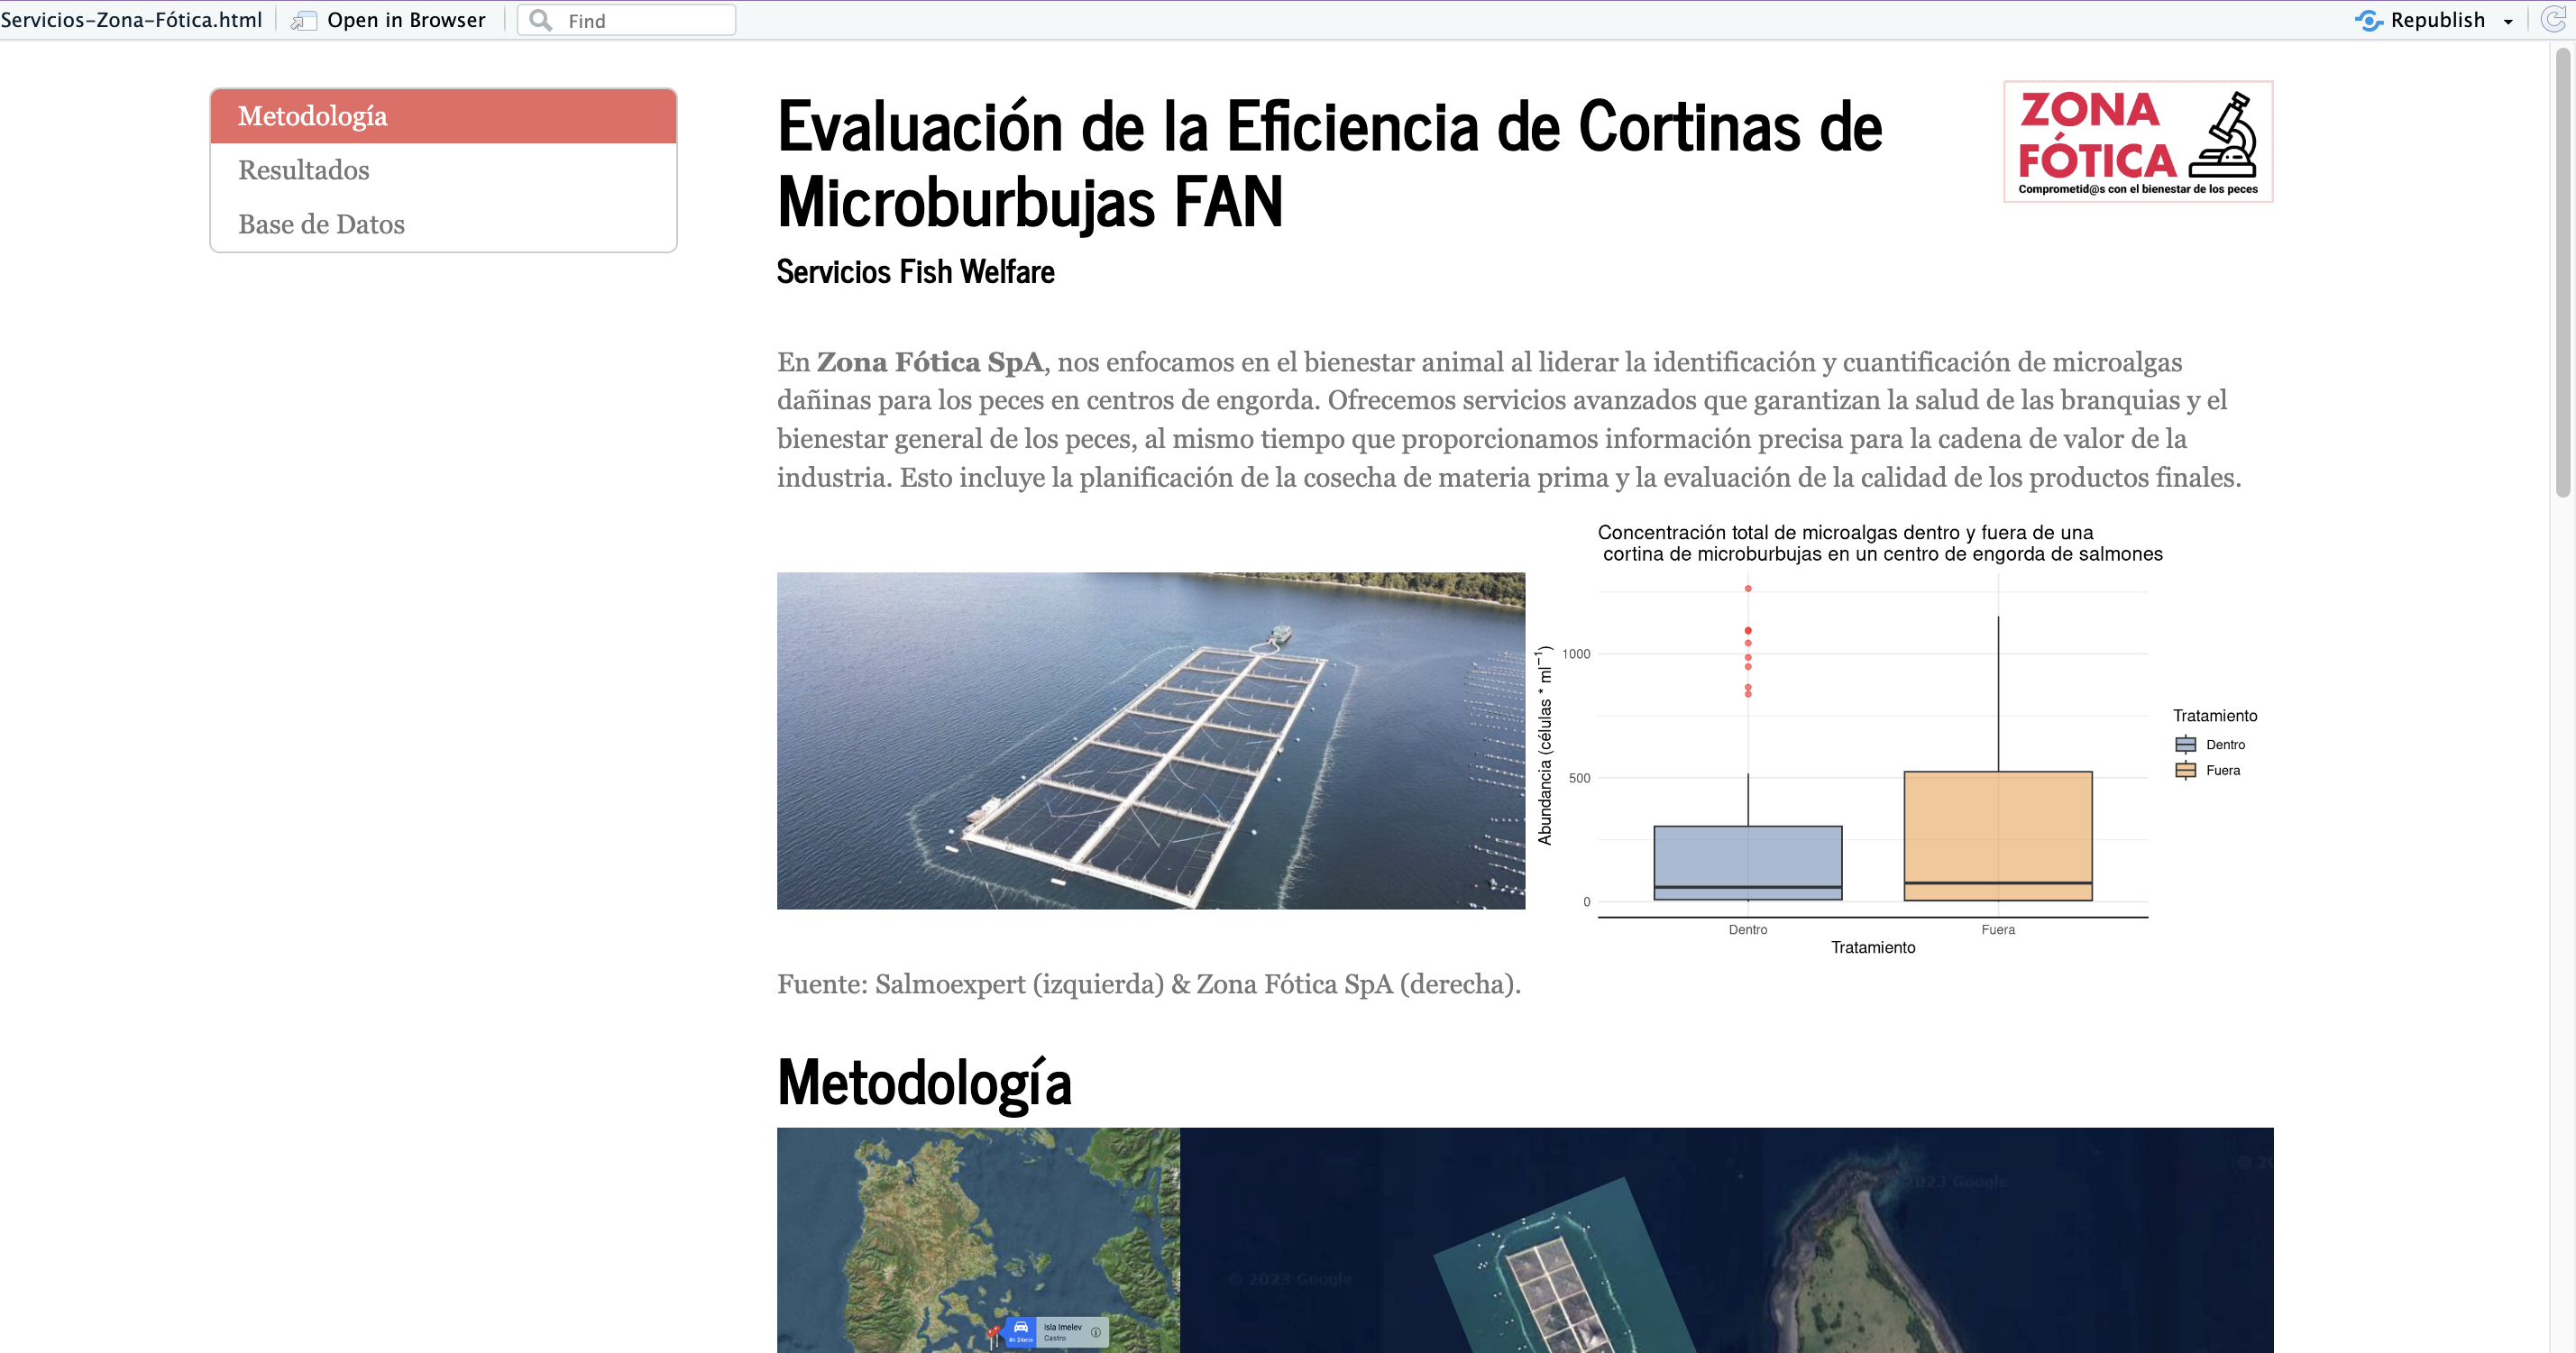 Servicios-Zona-Fótica.html
Open in Browser
Find
Republish
Metodología
Resultados
Base de Datos
Evaluación de la Eficiencia de Cortinas de
Microburbujas FAN
Servicios Fish Welfare
ZONA
FÓTICA
Comprometid@s con el bienestar de los peces
En Zona Fótica SpA, nos enfocamos en el bienestar animal al liderar la identificación y cuantificación de microalgas
dañinas para los peces en centros de engorda. Ofrecemos servicios avanzados que garantizan la salud de las branquias y el
bienestar general de los peces, al mismo tiempo que proporcionamos información precisa para la cadena de valor de la
industria. Esto incluye la planificación de la cosecha de materia prima y la evaluación de la calidad de los productos finales.
Concentración total de microalgas dentro y fuera de una
cortina de microburbujas en un centro de engorda de salmones
Abundancia (células * ml⁻¹)
1000
500
0
Dentro
Fuera
Tratamiento
Tratamiento
Dentro
Fuera
Fuente: Salmoexpert (izquierda) & Zona Fótica SpA (derecha).
Metodología
© 2023 Google
2023 Google
Isla Imelev
Castro
4h 24min